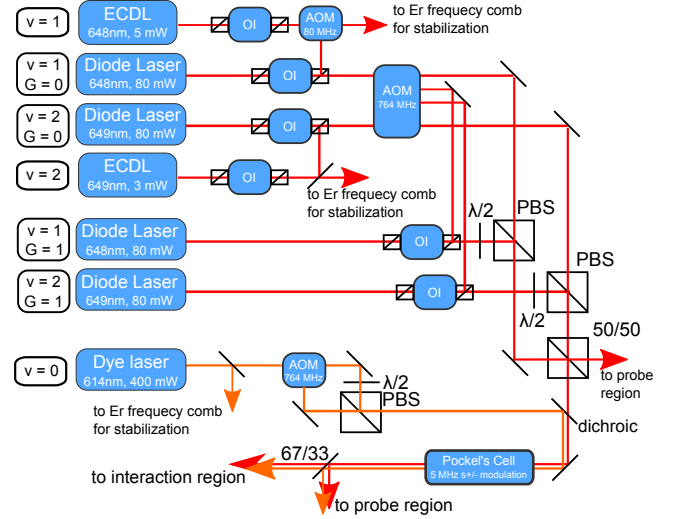 v = 1
ECDL
648nm, 5 mW
OI
AOM
80 MHz
to Er frequecy comb
for stabilization
v = 1
G = 0
Diode Laser
648nm, 80 mW
OI
AOM
764 MHz
v = 2
G = 0
Diode Laser
649nm, 80 mW
OI
v = 2
ECDL
649nm, 3 mW
OI
to Er frequecy comb
for stabilization
λ/2
PBS
v = 1
G = 1
Diode Laser
648nm, 80 mW
OI
PBS
v = 2
G = 1
Diode Laser
649nm, 80 mW
OI
λ/2
50/50
to probe
region
v = 0
Dye laser
614nm, 400 mW
AOM
764 MHz
λ/2
PBS
to Er frequecy comb
for stabilization
dichroic
67/33
Pockel's Cell
5 MHz s+/- modulation
to interaction region
to probe region